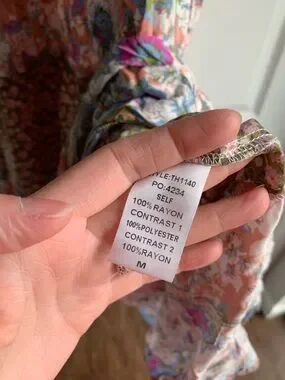 YLE:TH1140
PO:4234
SELF
100%RAYON
CONTRAST 1
100%POLYESTER
CONTRAST 2
100%RAYON
M